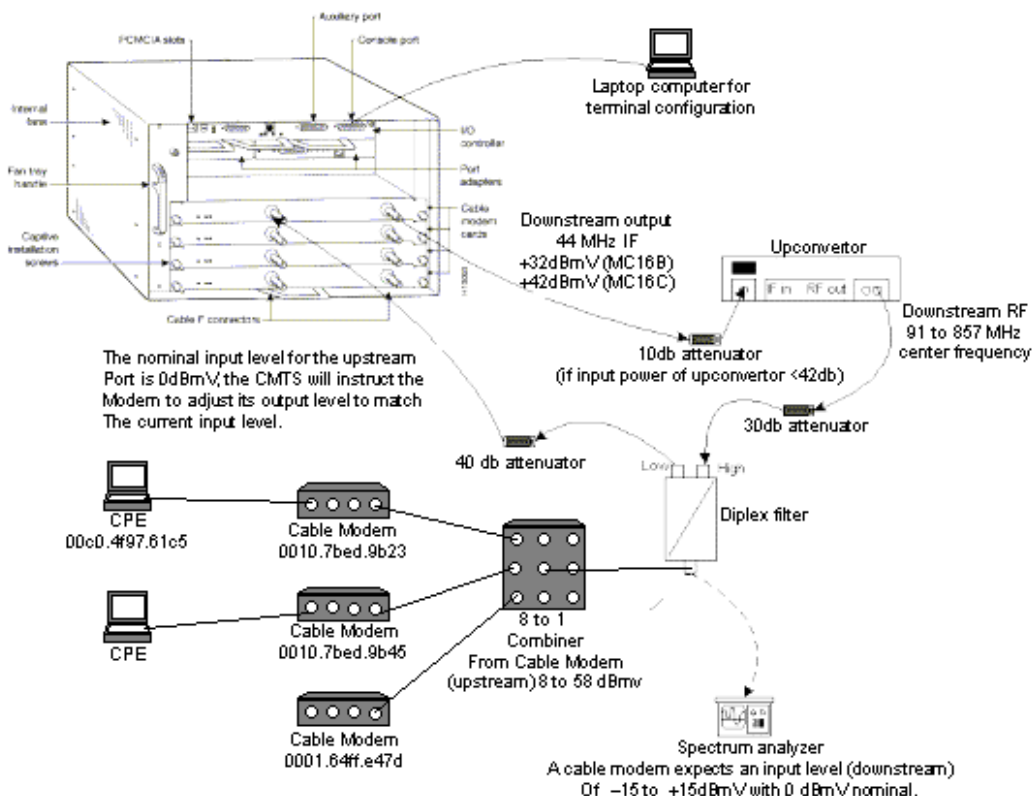 Auxiliary port
PCMCIA slots
Console port
Laptop computer for
terminal configuration
Internal
fans
I/O
controller
Fan tray
handle
Port
adapters
Cable
modem
cards
Captive
installation
screws
Cable F connectors
Downstream output
44 MHz IF
+32dBmV (MC16B)
+42dBmV (MC16C)
Upconvertor
IF in RF out
Downstream RF
91 to 857 MHz
center frequency
10db attenuator
(if input power of upconvertor <42db)
The nominal input level for the upstream
Port is 0dBmV, the CMTS will instruct the
Modem to adjust its output level to match
The current input level.
30db attenuator
40 db attenuator
Low
High
Diplex filter
CPE
00c0.4f97.61c5
Cable Modem
0010.7bed.9b23
CPE
Cable Modem
0010.7bed.9b45
8 to 1
Combiner
From Cable Modem
(upstream) 8 to 58 dBmv
Cable Modem
0001.64ff.e47d
Spectrum analyzer
A cable modem expects an input level (downstream)
Of –15 to +15dBmV with 0 dBmV nominal.